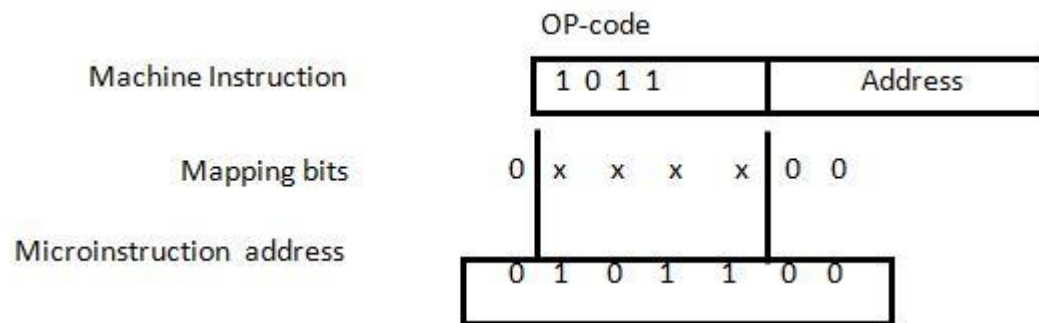 OP-code
Machine Instruction 1 0 1 1 Address
Mapping bits 0 x x x x 0 0
Microinstruction address 0 1 0 1 1 0 0